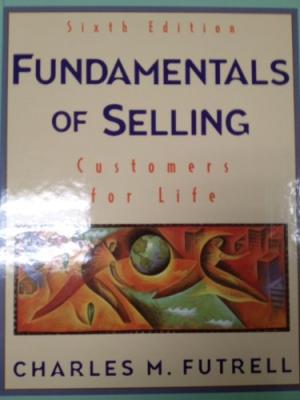 Sixth Edition
FUNDAMENTALS
OF SELLING
Customers
for Life
CHARLES M. FUTRELL